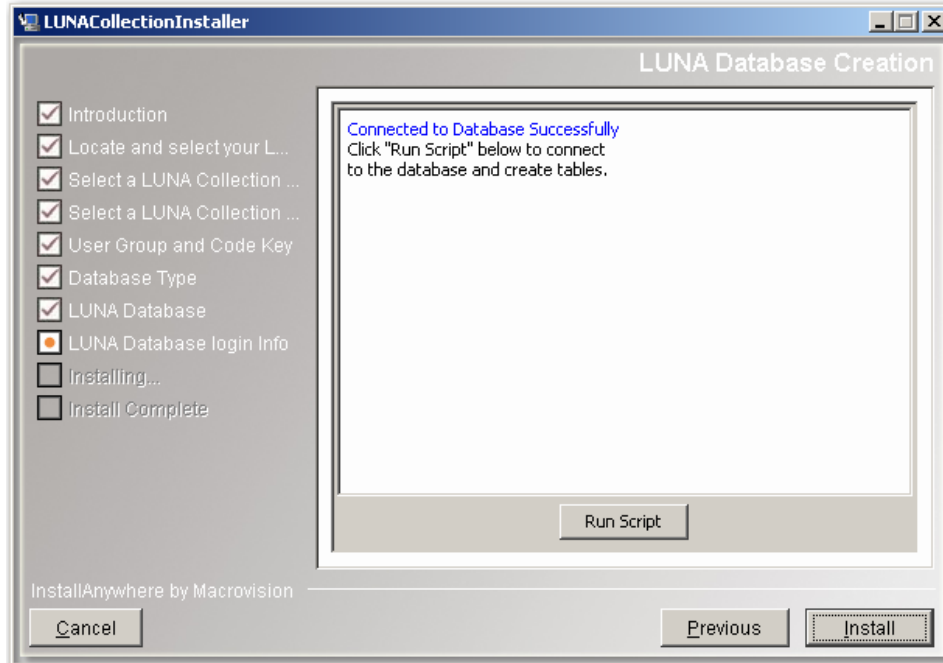 LUNACollectionInstaller
LUNA Database Creation
Introduction
Locate and select your L...
Select a LUNA Collection ...
Select a LUNA Collection ...
User Group and Code Key
Database Type
LUNA Database
LUNA Database login Info
Installing...
Install Complete
Connected to Database Successfully
Click "Run Script" below to connect
to the database and create tables.
Run Script
InstallAnywhere by Macrovision
Cancel
Previous
Install